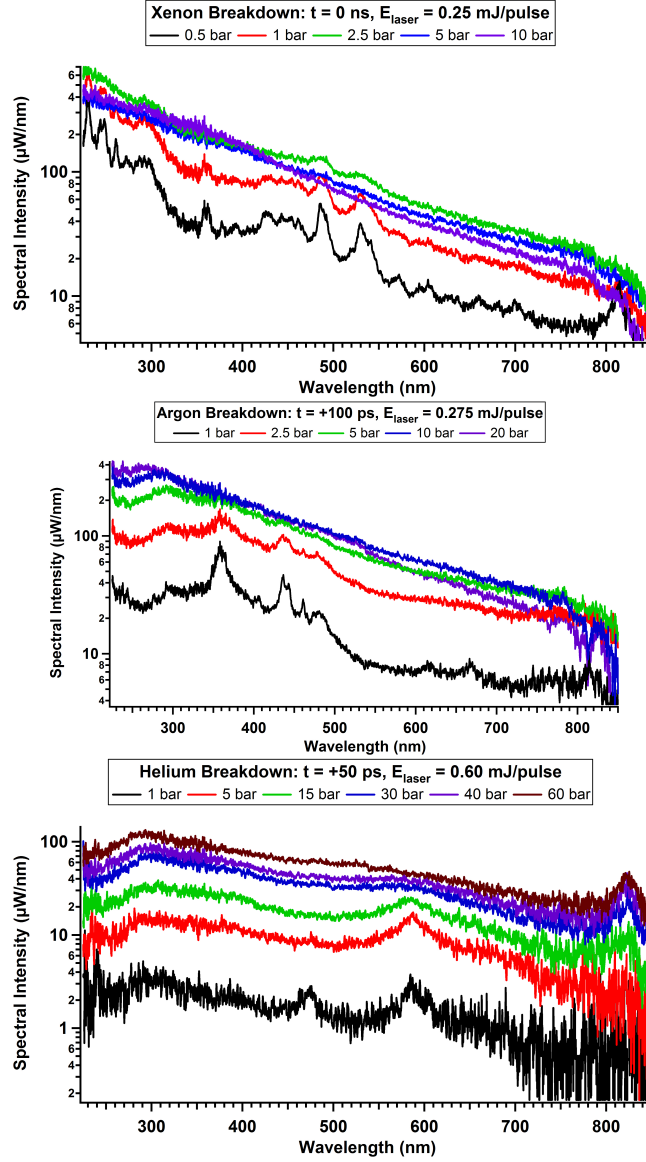 Xenon Breakdown: t = 0 ns, E_laser = 0.25 mJ/pulse
0.5 bar 1 bar 2.5 bar 5 bar 10 bar
Spectral Intensity (µW/nm)
6
4
2
100
8
6
4
2
10
8
6
300 400 500 600 700 800
Wavelength (nm)
Argon Breakdown: t = +100 ps, E_laser = 0.275 mJ/pulse
1 bar 2.5 bar 5 bar 10 bar 20 bar
Spectral Intensity (µW/nm)
4
2
100
8
6
4
2
10
8
6
4
300 400 500 600 700 800
Wavelength (nm)
Helium Breakdown: t = +50 ps, E_laser = 0.60 mJ/pulse
1 bar 5 bar 15 bar 30 bar 40 bar 60 bar
Spectral Intensity (µW/nm)
100
8
6
4
2
10
8
6
4
2
1
8
6
4
2
300 400 500 600 700 800
Wavelength (nm)